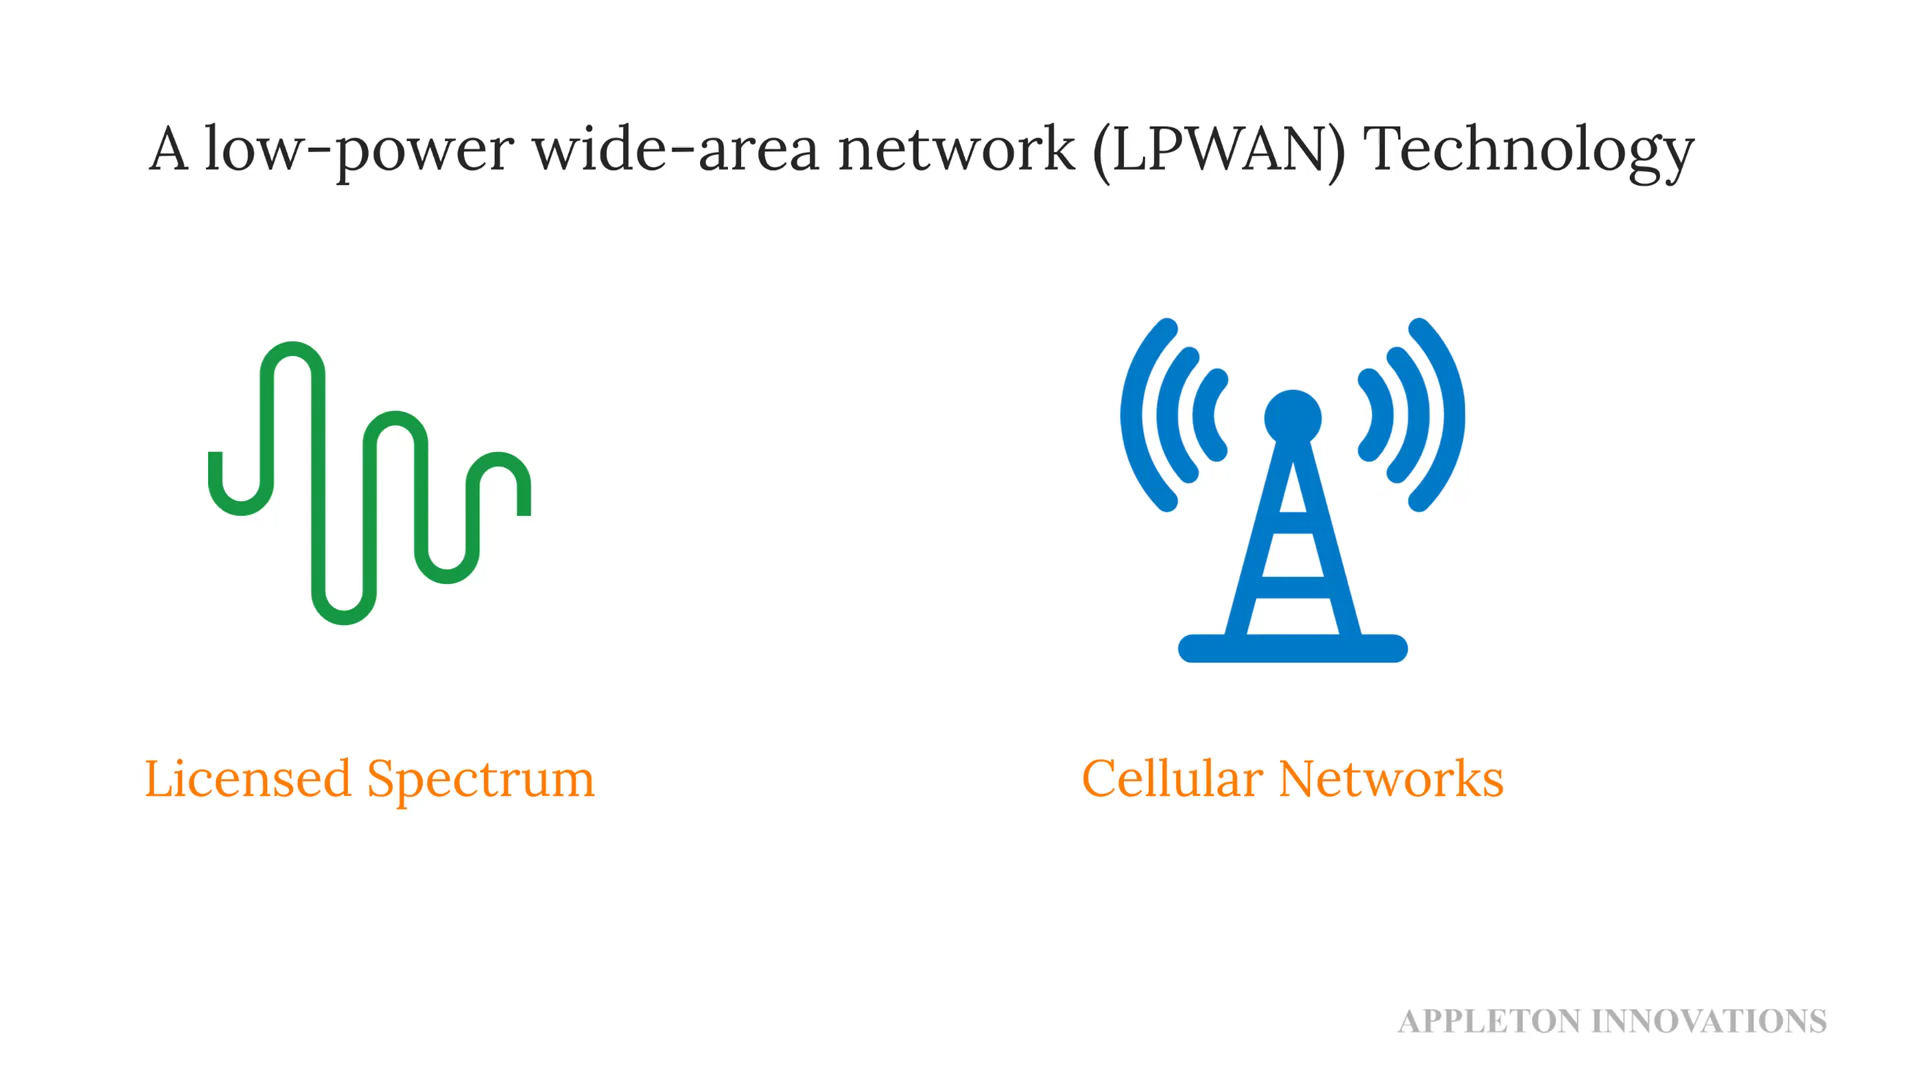 A low-power wide-area network (LPWAN) Technology
Licensed Spectrum
Cellular Networks
APPLETON INNOVATIONS